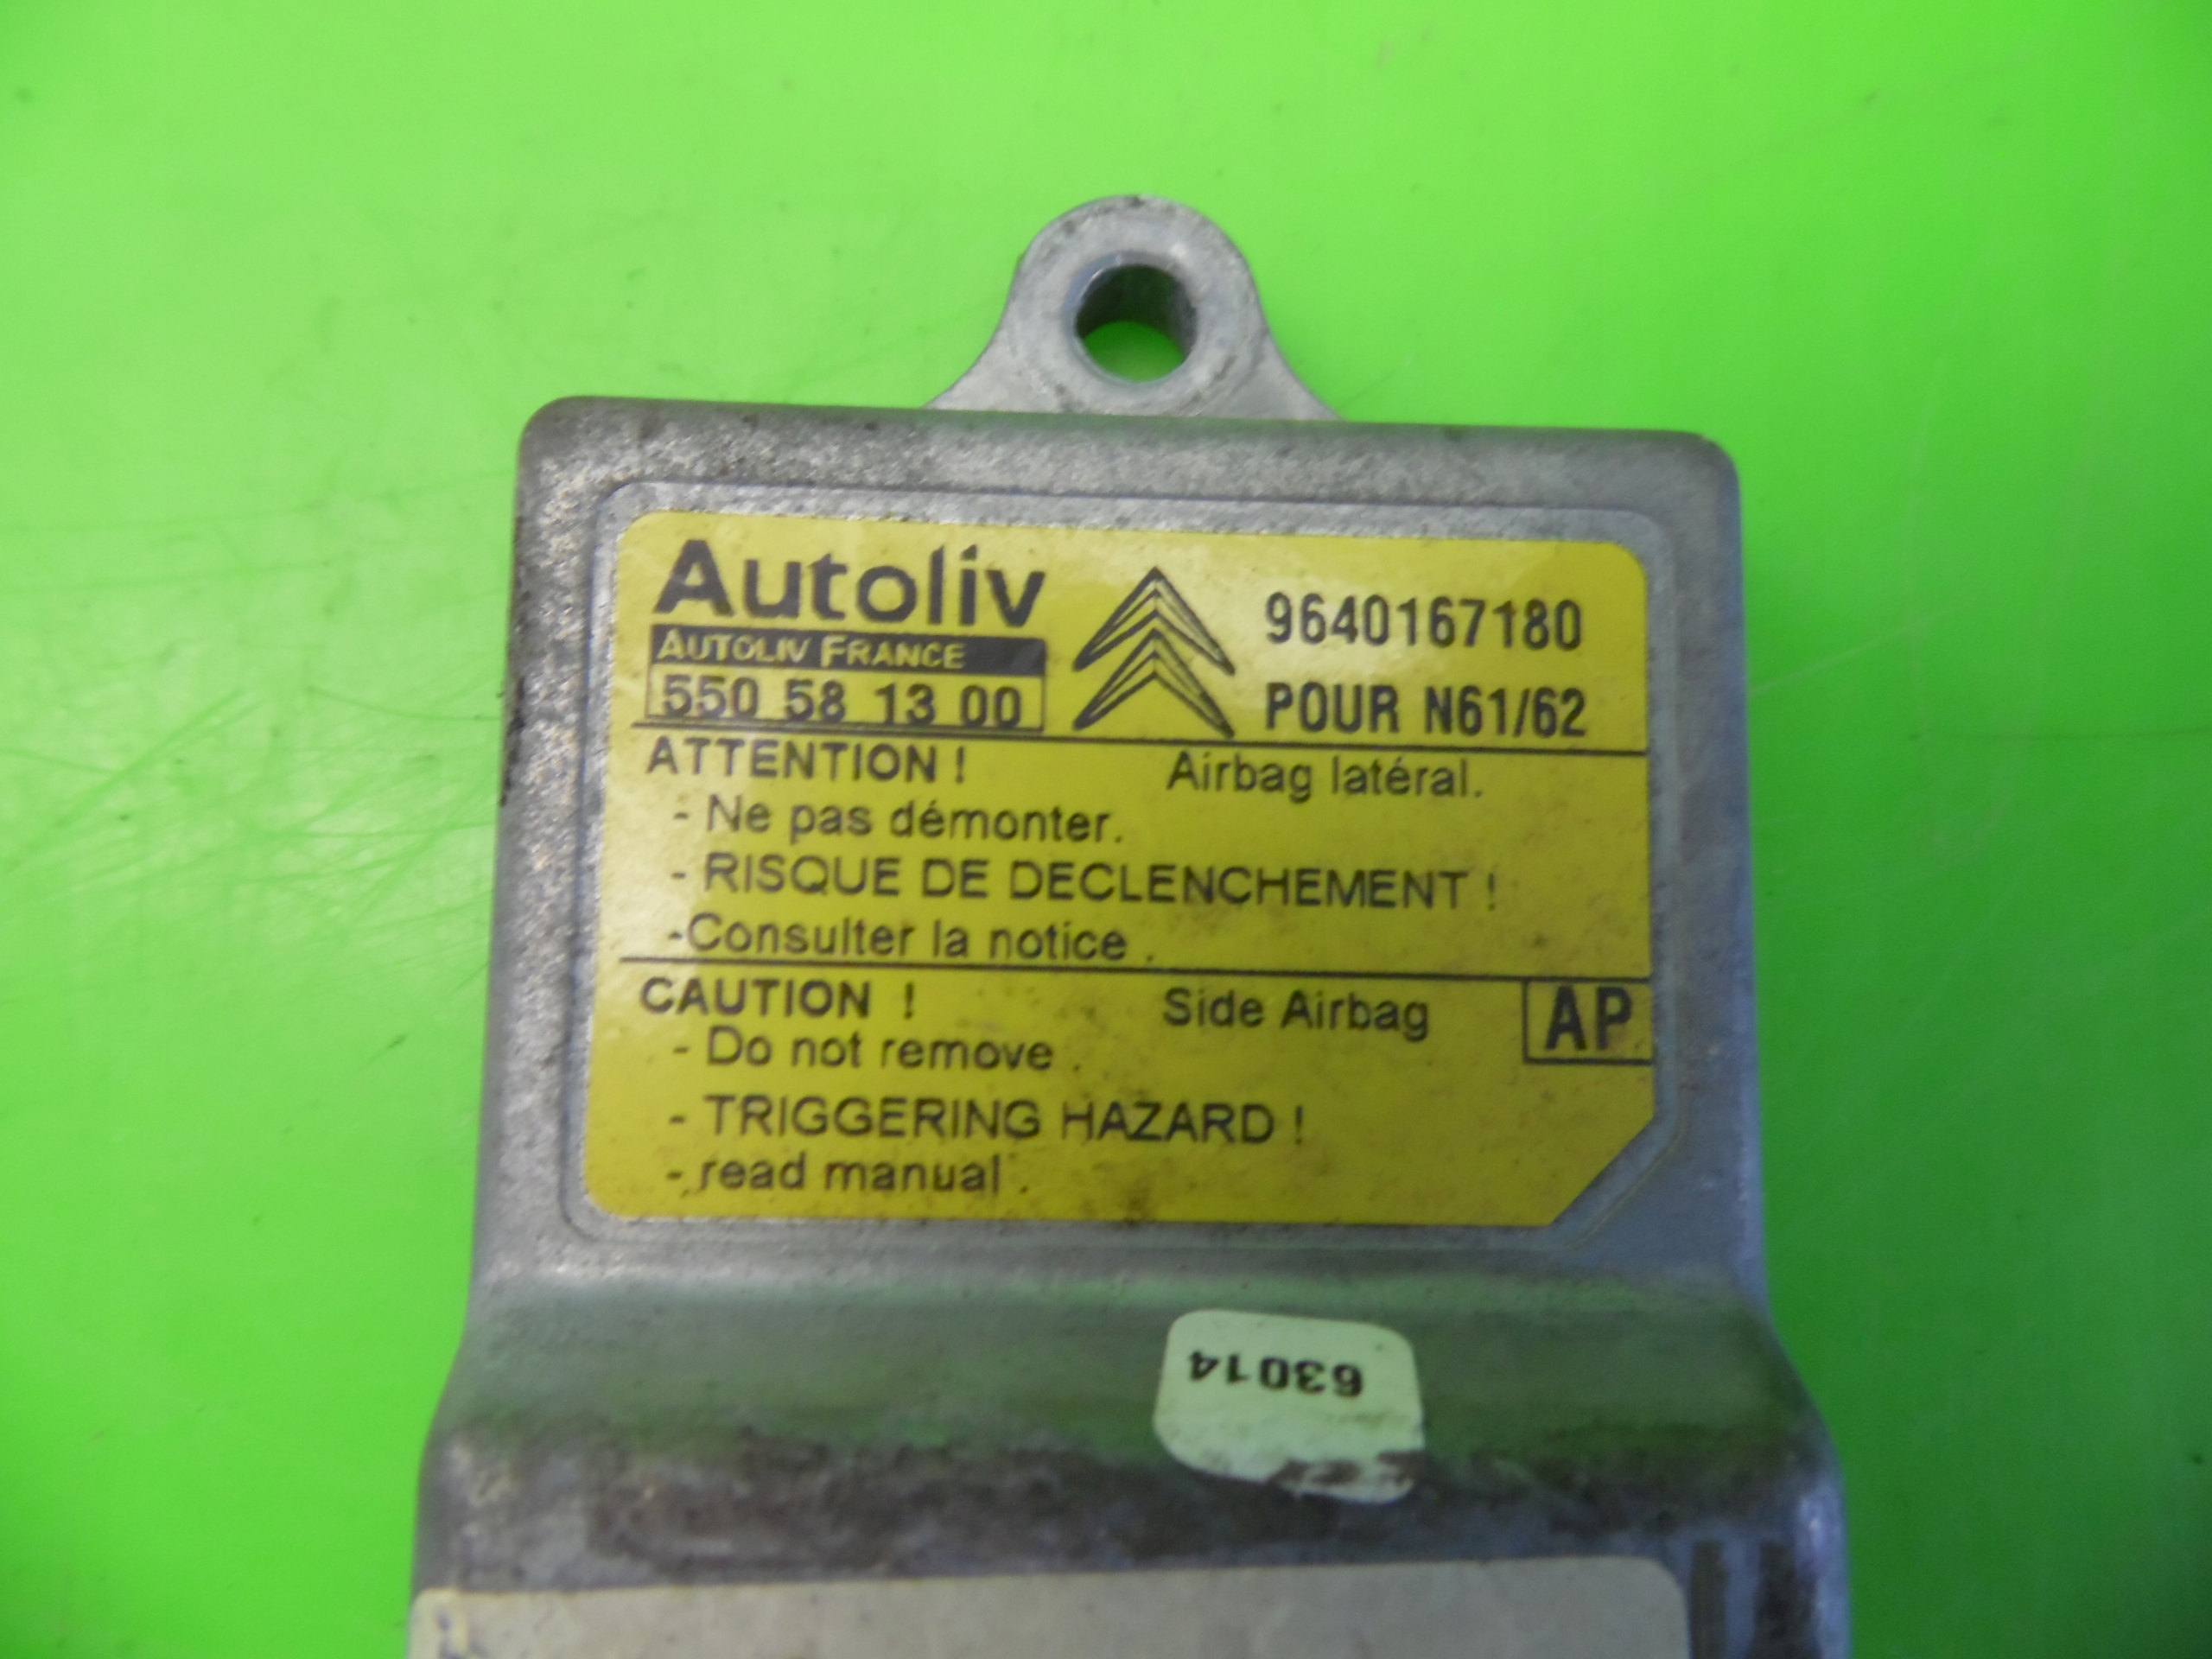 Autoliv
AUTOLIV FRANCE
550 58 13 00
9640167180
POUR N61/62
ATTENTION ! Airbag latéral.
- Ne pas démonter.
- RISQUE DE DECLENCHEMENT !
-Consulter la notice .
CAUTION ! Side Airbag AP
- Do not remove .
- TRIGGERING HAZARD !
- read manual .
63014